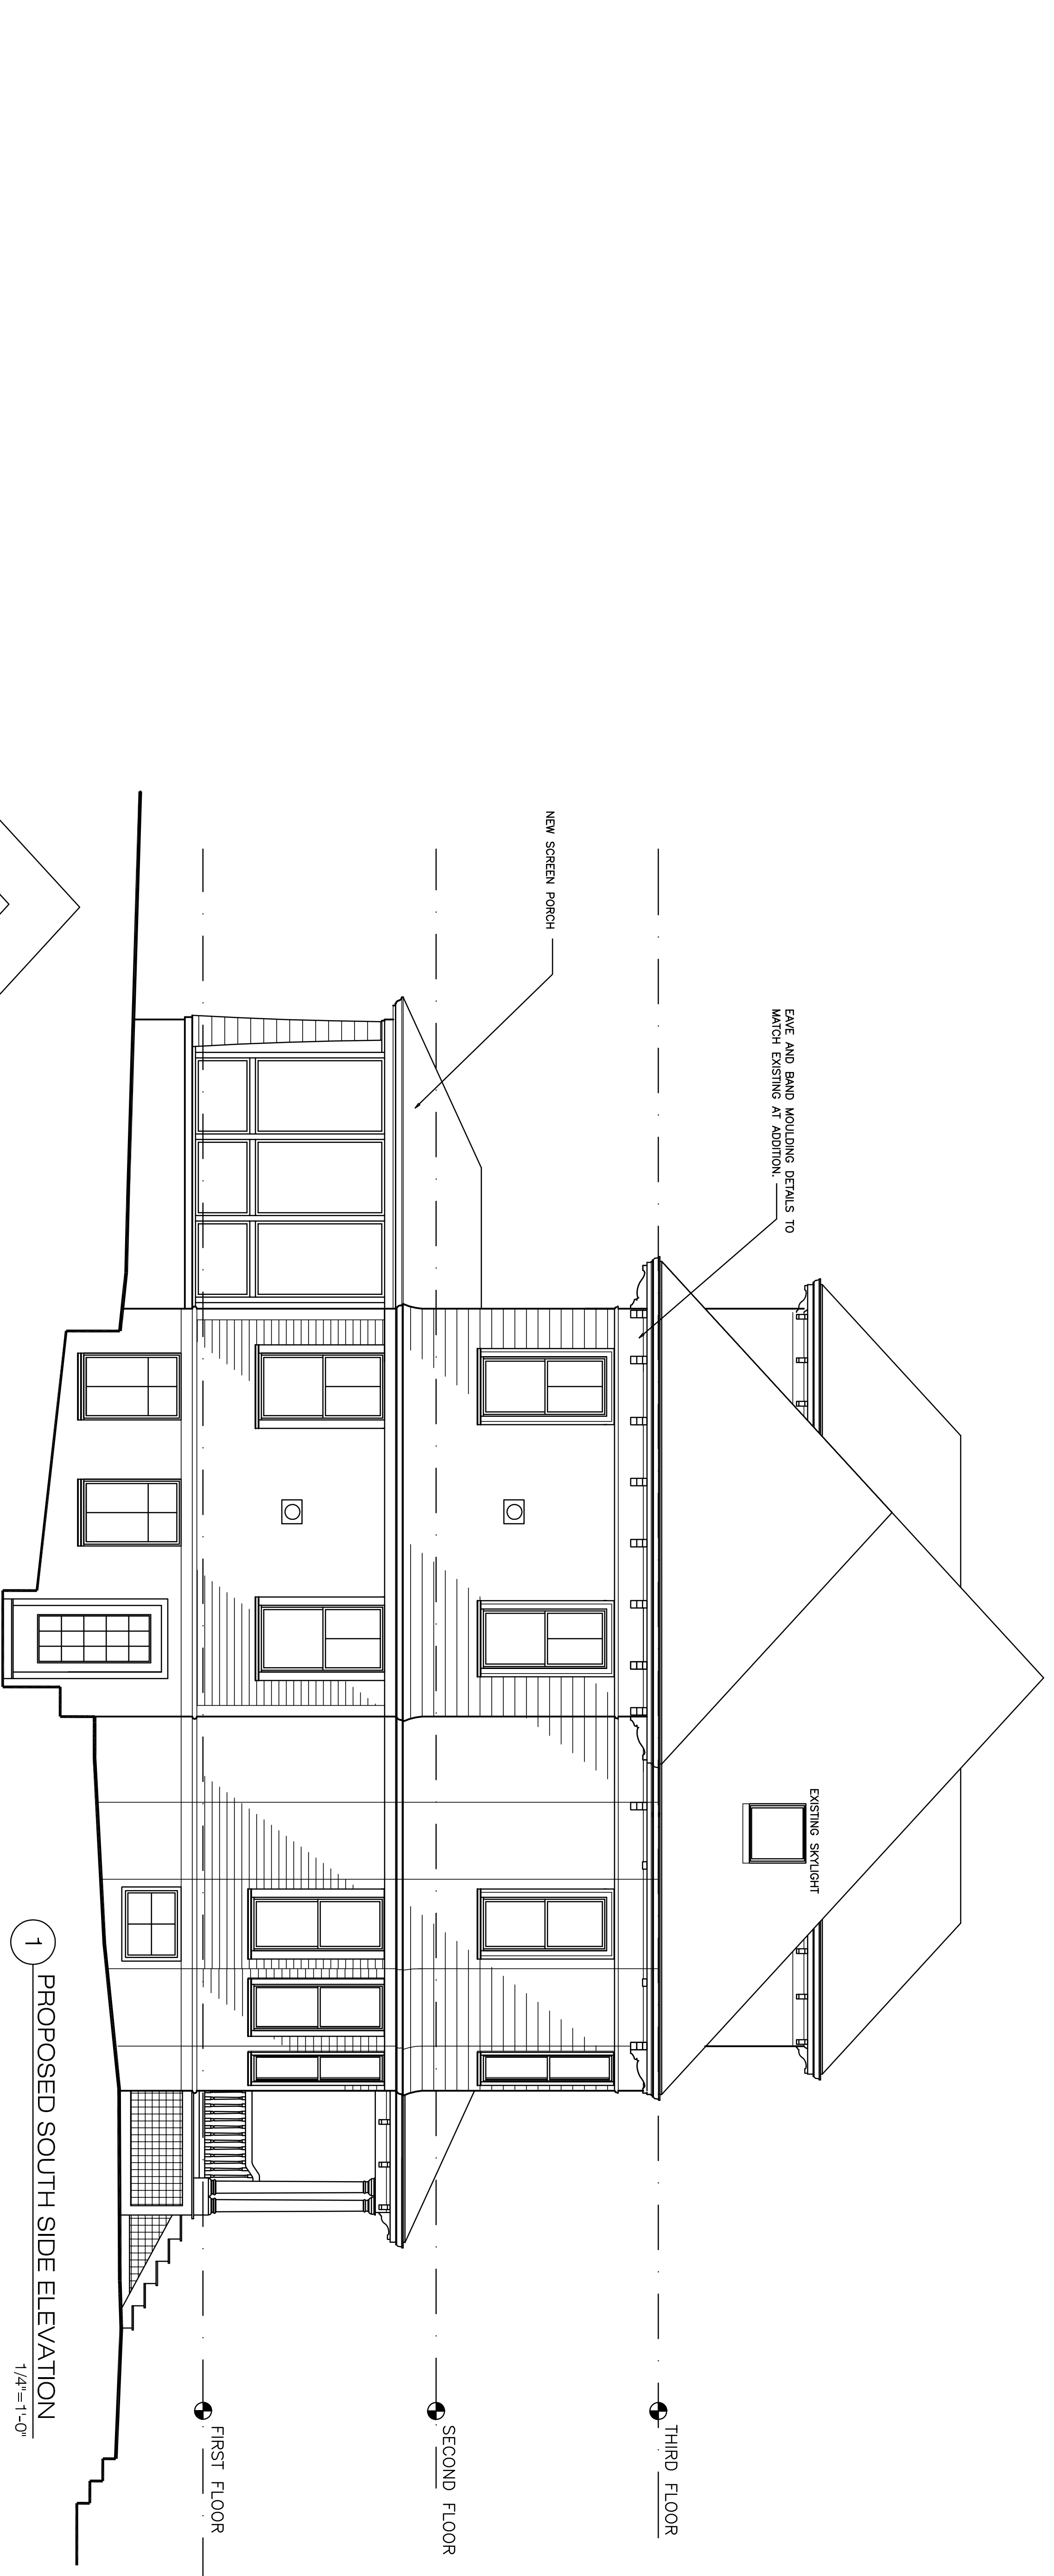 EAVE AND BAND MOULDING DETAILS TO
MATCH EXISTING AT ADDITION.
EXISTING SKYLIGHT
THIRD FLOOR
NEW SCREEN PORCH
SECOND FLOOR
FIRST FLOOR
1
PROPOSED SOUTH SIDE ELEVATION
1/4"=1'-0"